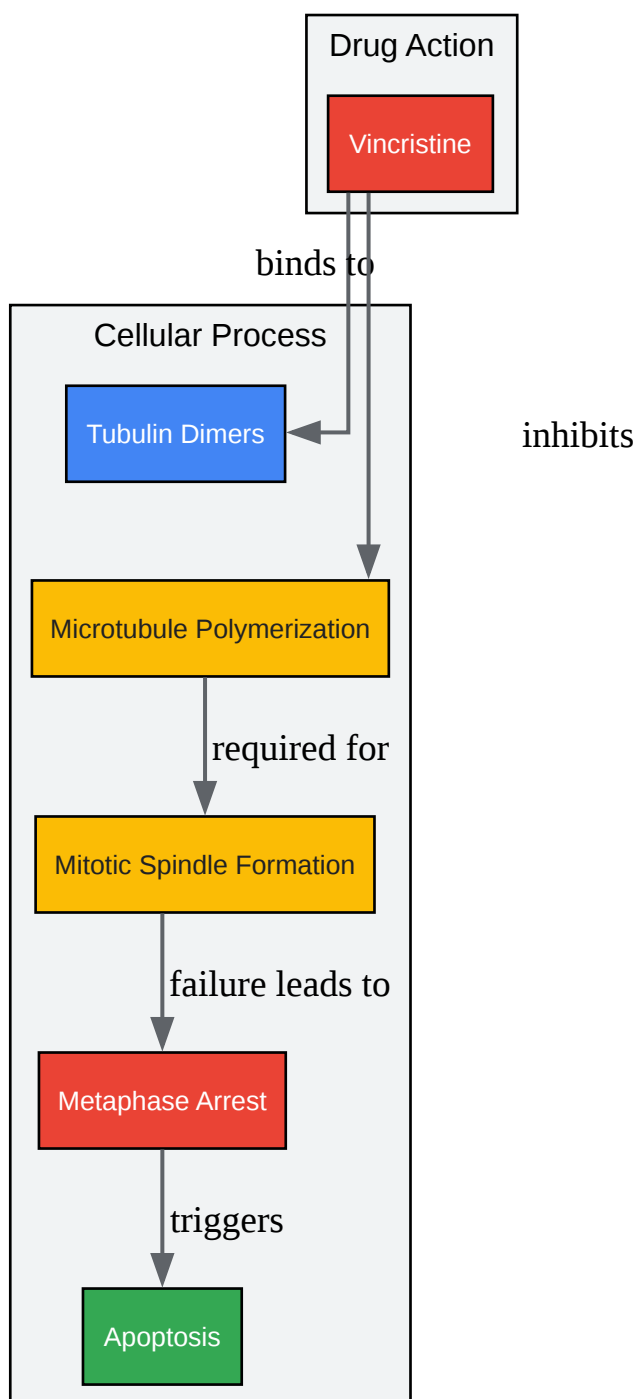 Drug Action
Vincristine
binds to
Cellular Process
Tubulin Dimers
inhibits
Microtubule Polymerization
required for
Mitotic Spindle Formation
failure leads to
Metaphase Arrest
triggers
Apoptosis